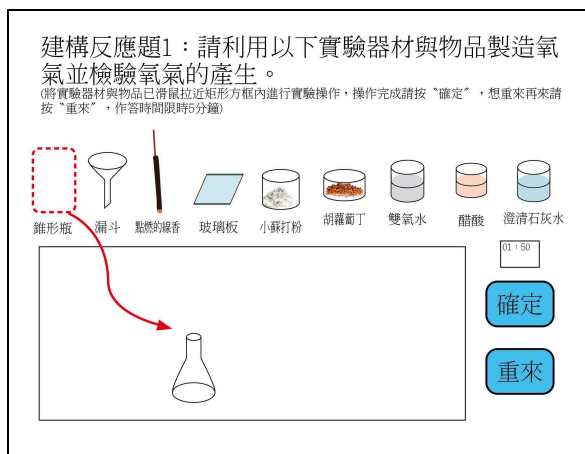 建構反應題1：請利用以下實驗器材與物品製造氧
氣並檢驗氧氣的產生。
(將實驗器材與物品已滑鼠拉近矩形方框內進行實驗操作，操作完成請按〝確定〞，想重來再來請
按〝重來〞，作答時間限時5分鐘)
錐形瓶 漏斗 點燃的線香 玻璃板 小蘇打粉 胡蘿蔔丁 雙氧水 醋酸 澄清石灰水
01：50
確定
重來